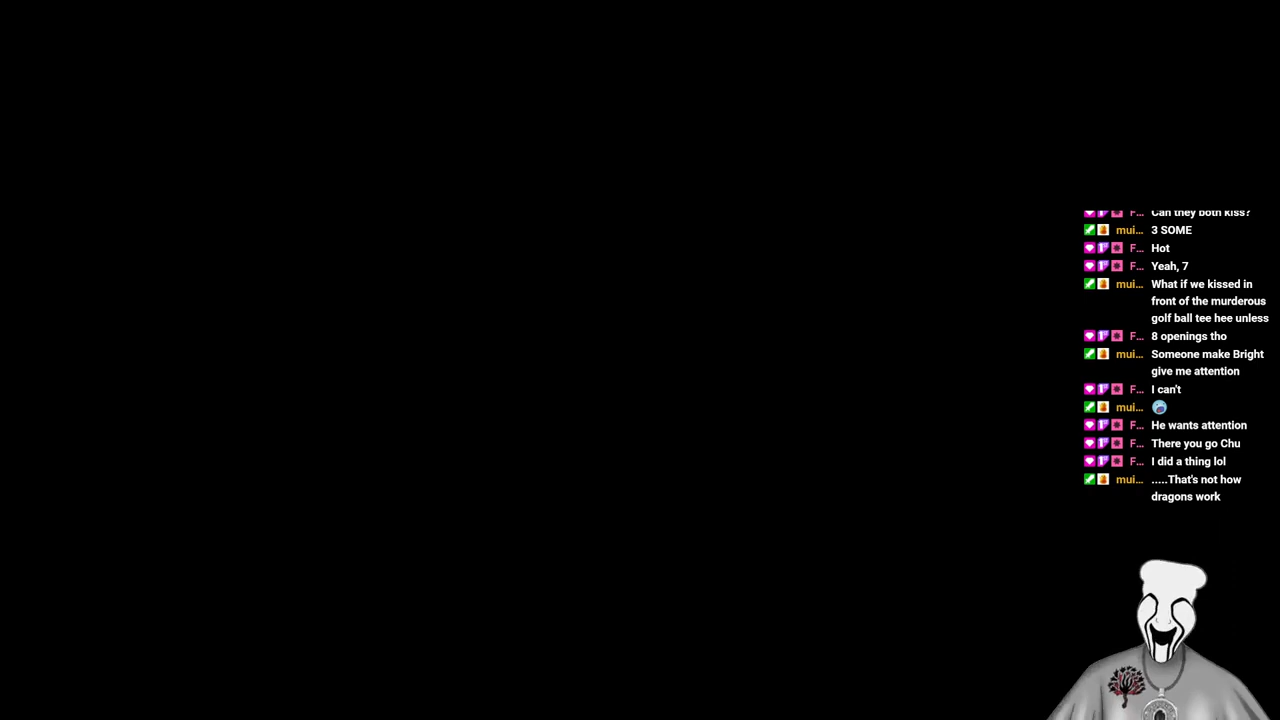 F... Can they both kiss?
mui... 3 SOME
F... Hot
F... Yeah, 7
mui... What if we kissed in
front of the murderous
golf ball tee hee unless
F... 8 openings tho
mui... Someone make Bright
give me attention
F... I can't
mui...
F... He wants attention
F... There you go Chu
F... I did a thing lol
mui... .....That's not how
dragons work